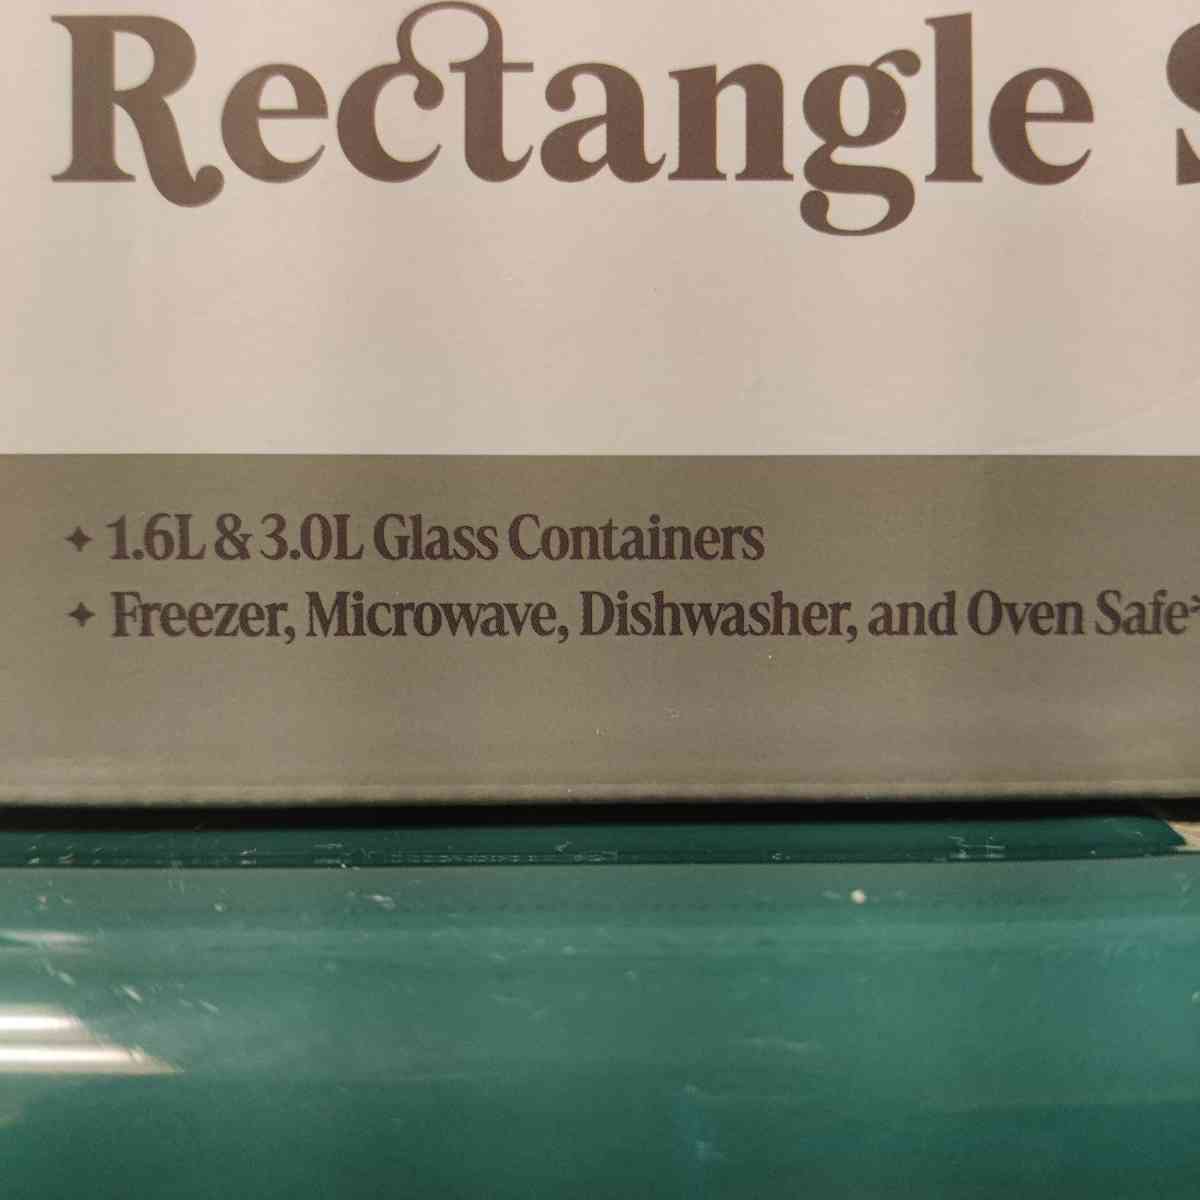 Rectangle
✦ 1.6L & 3.0L Glass Containers
✦ Freezer, Microwave, Dishwasher, and Oven Safe